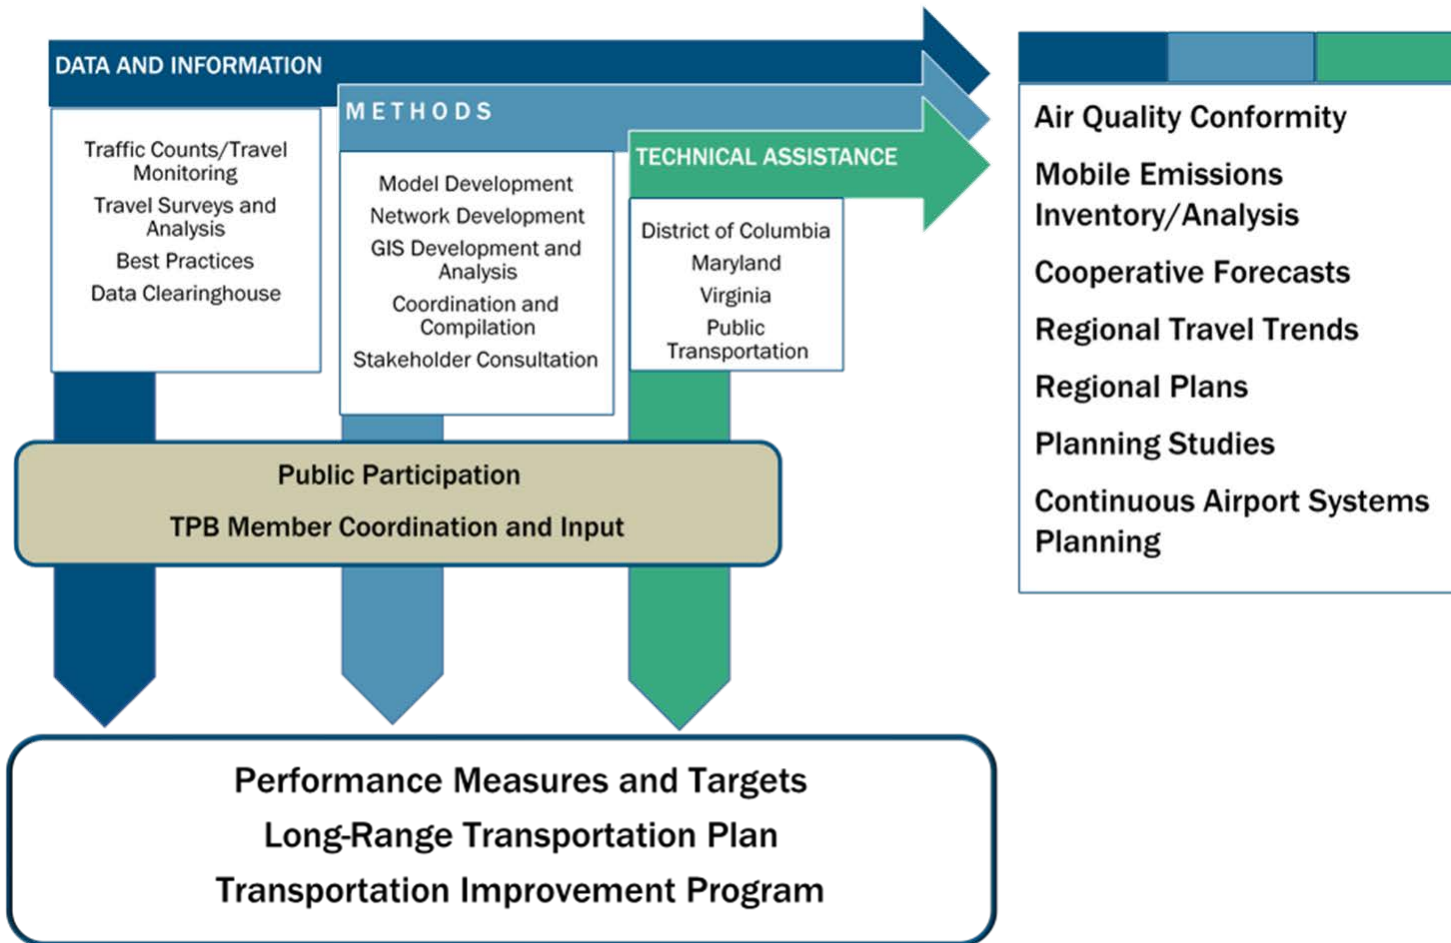 DATA AND INFORMATION
Traffic Counts/Travel
Monitoring
Travel Surveys and
Analysis
Best Practices
Data Clearinghouse
METHODS
Model Development
Network Development
GIS Development and
Analysis
Coordination and
Compilation
Stakeholder Consultation
TECHNICAL ASSISTANCE
District of Columbia
Maryland
Virginia
Public
Transportation
Air Quality Conformity
Mobile Emissions
Inventory/Analysis
Cooperative Forecasts
Regional Travel Trends
Regional Plans
Planning Studies
Continuous Airport Systems
Planning
Public Participation
TPB Member Coordination and Input
Performance Measures and Targets
Long-Range Transportation Plan
Transportation Improvement Program